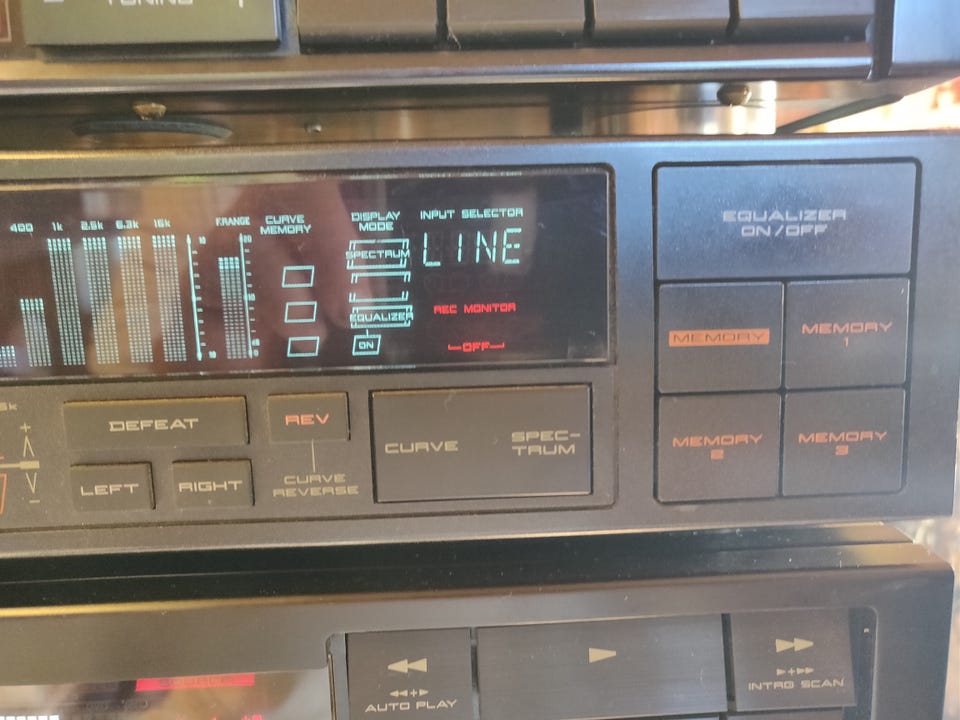 TUNING
400 1k 2.5k 6.3k 16k
F.RANGE
CURVE
MEMORY
DISPLAY
MODE
INPUT SELECTOR
SPECTRUM
LINE
EQUALIZER
ON
REC MONITOR
OFF
EQUALIZER
ON/OFF
MEMORY
MEMORY
1
MEMORY
2
MEMORY
3
DEFEAT
REV
LEFT
RIGHT
CURVE
REVERSE
CURVE
SPEC-
TRUM
AUTO PLAY
INTRO SCAN